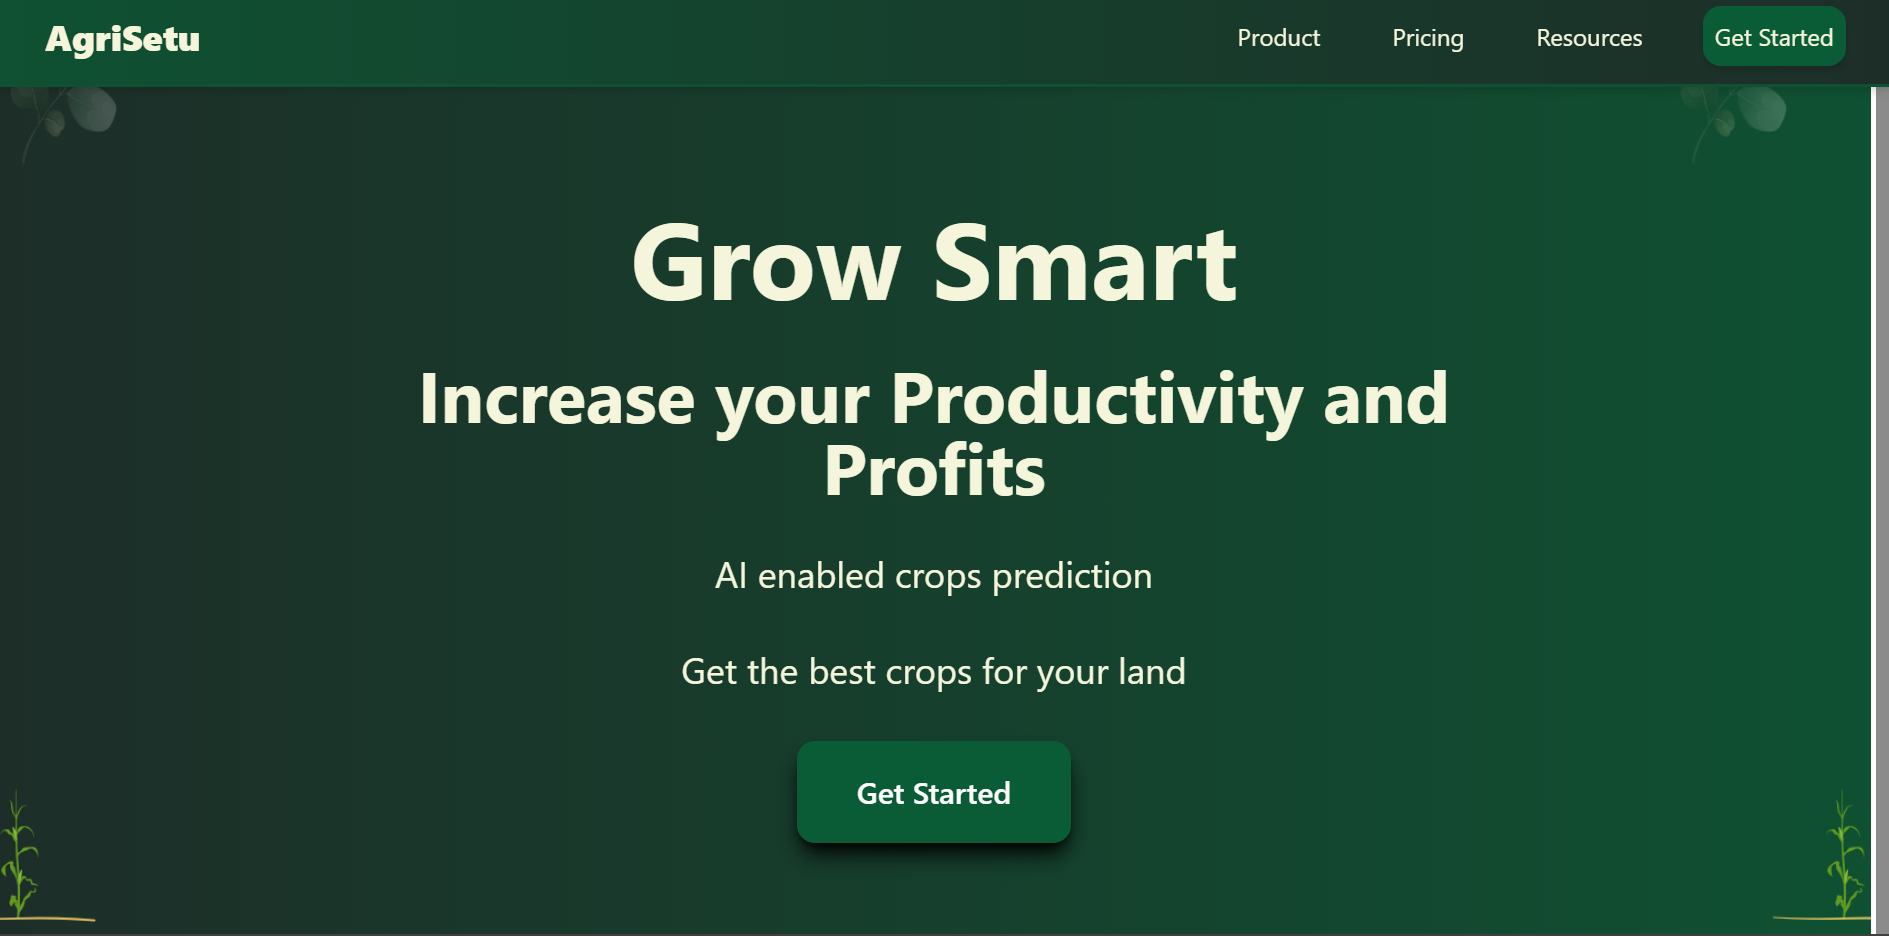 AgriSetu
Product
Pricing
Resources
Get Started
Grow Smart
Increase your Productivity and
Profits
AI enabled crops prediction
Get the best crops for your land
Get Started